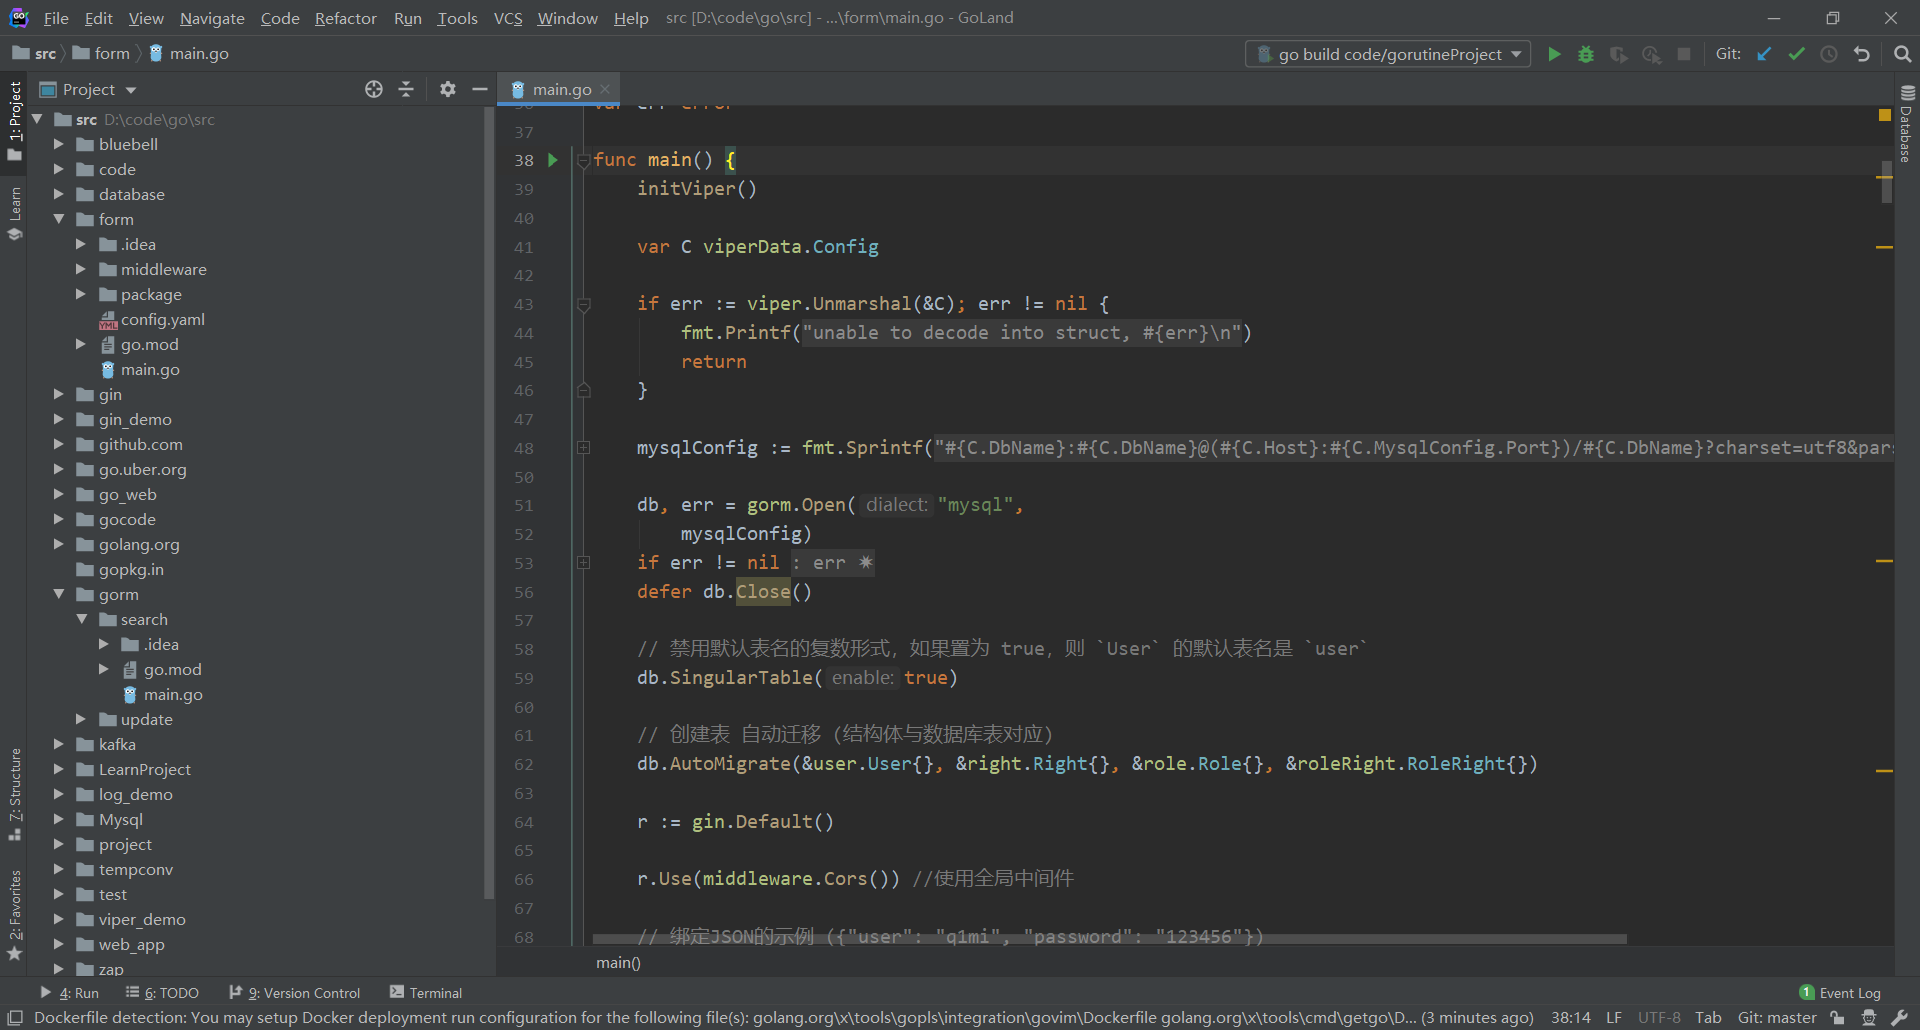 File Edit View Navigate Code Refactor Run Tools VCS Window Help src [D:\code\go\src] - ...\form\main.go - GoLand
src form main.go
go build code/gorutineProject Git:
1: Project
Learn
7: Structure
2: Favorites
Project
src D:\code\go\src
bluebell
code
database
form
.idea
middleware
package
config.yaml
go.mod
main.go
gin
gin_demo
github.com
go.uber.org
go_web
gocode
golang.org
gopkg.in
gorm
search
.idea
go.mod
main.go
update
kafka
LearnProject
log_demo
Mysql
project
tempconv
test
viper_demo
web_app
zap
main.go
36 var err error
37
38 func main() {
39 initViper()
40
41 var C viperData.Config
42
43 if err := viper.Unmarshal(&C); err != nil {
44 fmt.Printf("unable to decode into struct, #{err}\n")
45 return
46 }
47
48 mysqlConfig := fmt.Sprintf("#{C.DbName}:#{C.DbName}@(#{C.Host}:#{C.MysqlConfig.Port})/#{C.DbName}?charset=utf8&pars
50
51 db, err = gorm.Open( dialect: "mysql",
52 mysqlConfig)
53 if err != nil : err ✷
56 defer db.Close()
57
58 // 禁用默认表名的复数形式，如果置为 true，则 `User` 的默认表名是 `user`
59 db.SingularTable( enable: true)
60
61 // 创建表 自动迁移 (结构体与数据库表对应)
62 db.AutoMigrate(&user.User{}, &right.Right{}, &role.Role{}, &roleRight.RoleRight{})
63
64 r := gin.Default()
65
66 r.Use(middleware.Cors()) //使用全局中间件
67
68 // 绑定JSON的示例 ({"user": "q1mi", "password": "123456"})
main()
Database
4: Run 6: TODO 9: Version Control Terminal 1 Event Log
Dockerfile detection: You may setup Docker deployment run configuration for the following file(s): golang.org\x\tools\gopls\integration\govim\Dockerfile golang.org\x\tools\cmd\getgo\D... (3 minutes ago) 38:14 LF UTF-8 Tab Git: master